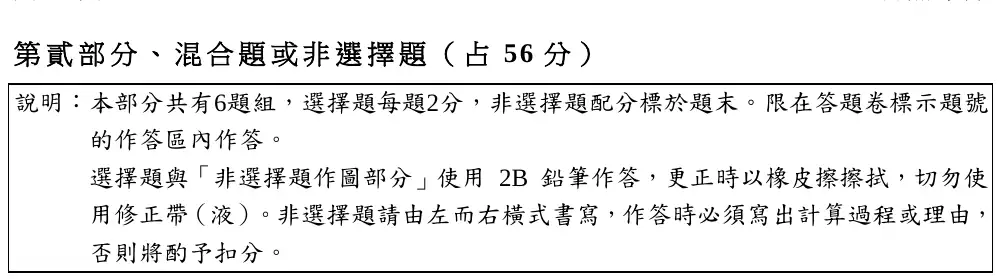 第貳部分、混合題或非選擇題（占 56 分）
說明：本部分共有6題組，選擇題每題2分，非選擇題配分標於題末。限在答題卷標示題號
的作答區內作答。
選擇題與「非選擇題作圖部分」使用 2B 鉛筆作答，更正時以橡皮擦擦拭，切勿使
用修正帶（液）。非選擇題請由左而右橫式書寫，作答時必須寫出計算過程或理由，
否則將酌予扣分。